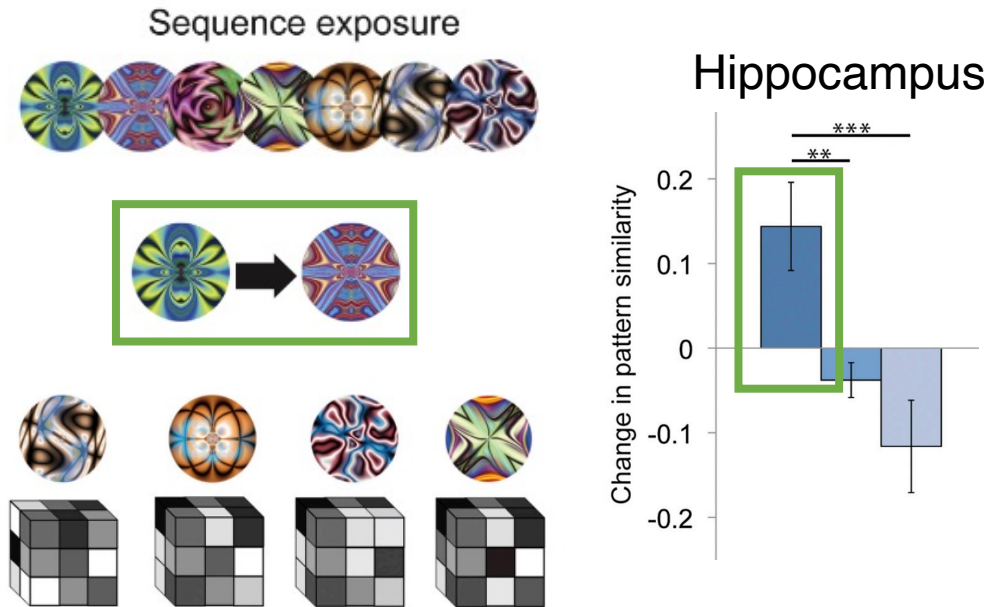 Sequence exposure
Hippocampus
***
**
Change in pattern similarity
0.2
0.1
0
-0.1
-0.2